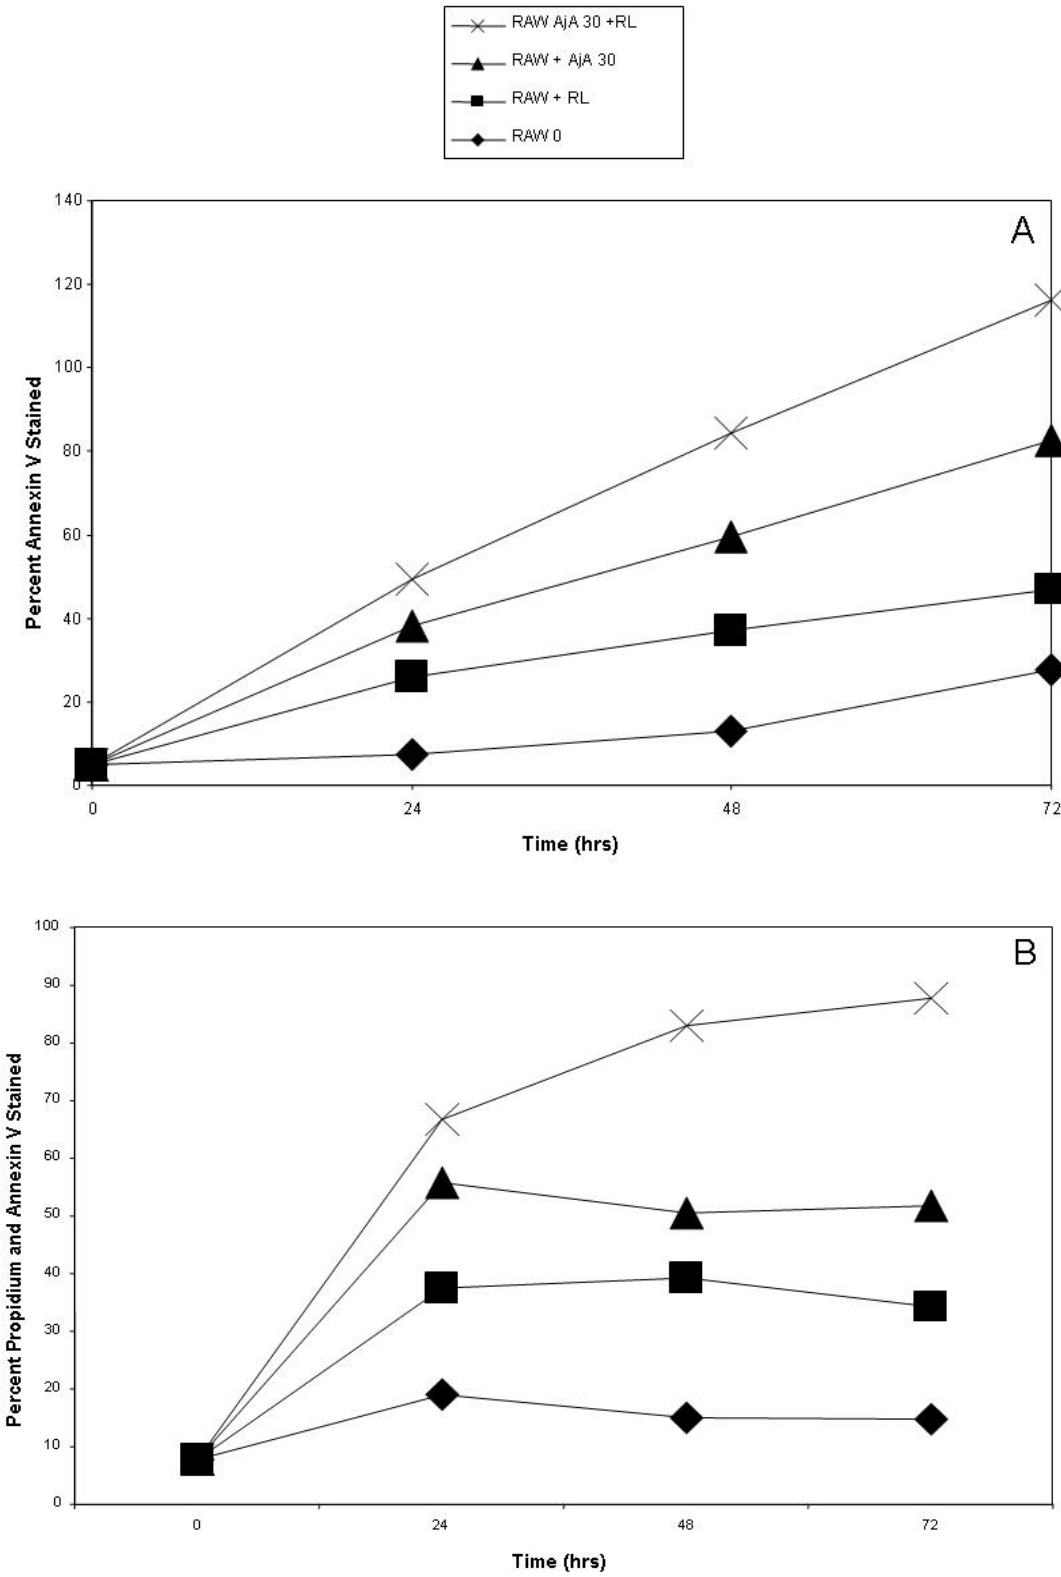 RAW AjA 30 +RL
RAW + AjA 30
RAW + RL
RAW 0
A
140
120
100
80
60
40
20
0
Percent Annexin V Stained
0 24 48 72
Time (hrs)
B
100
90
80
70
60
50
40
30
20
10
0
Percent Propidium and Annexin V Stained
0 24 48 72
Time (hrs)